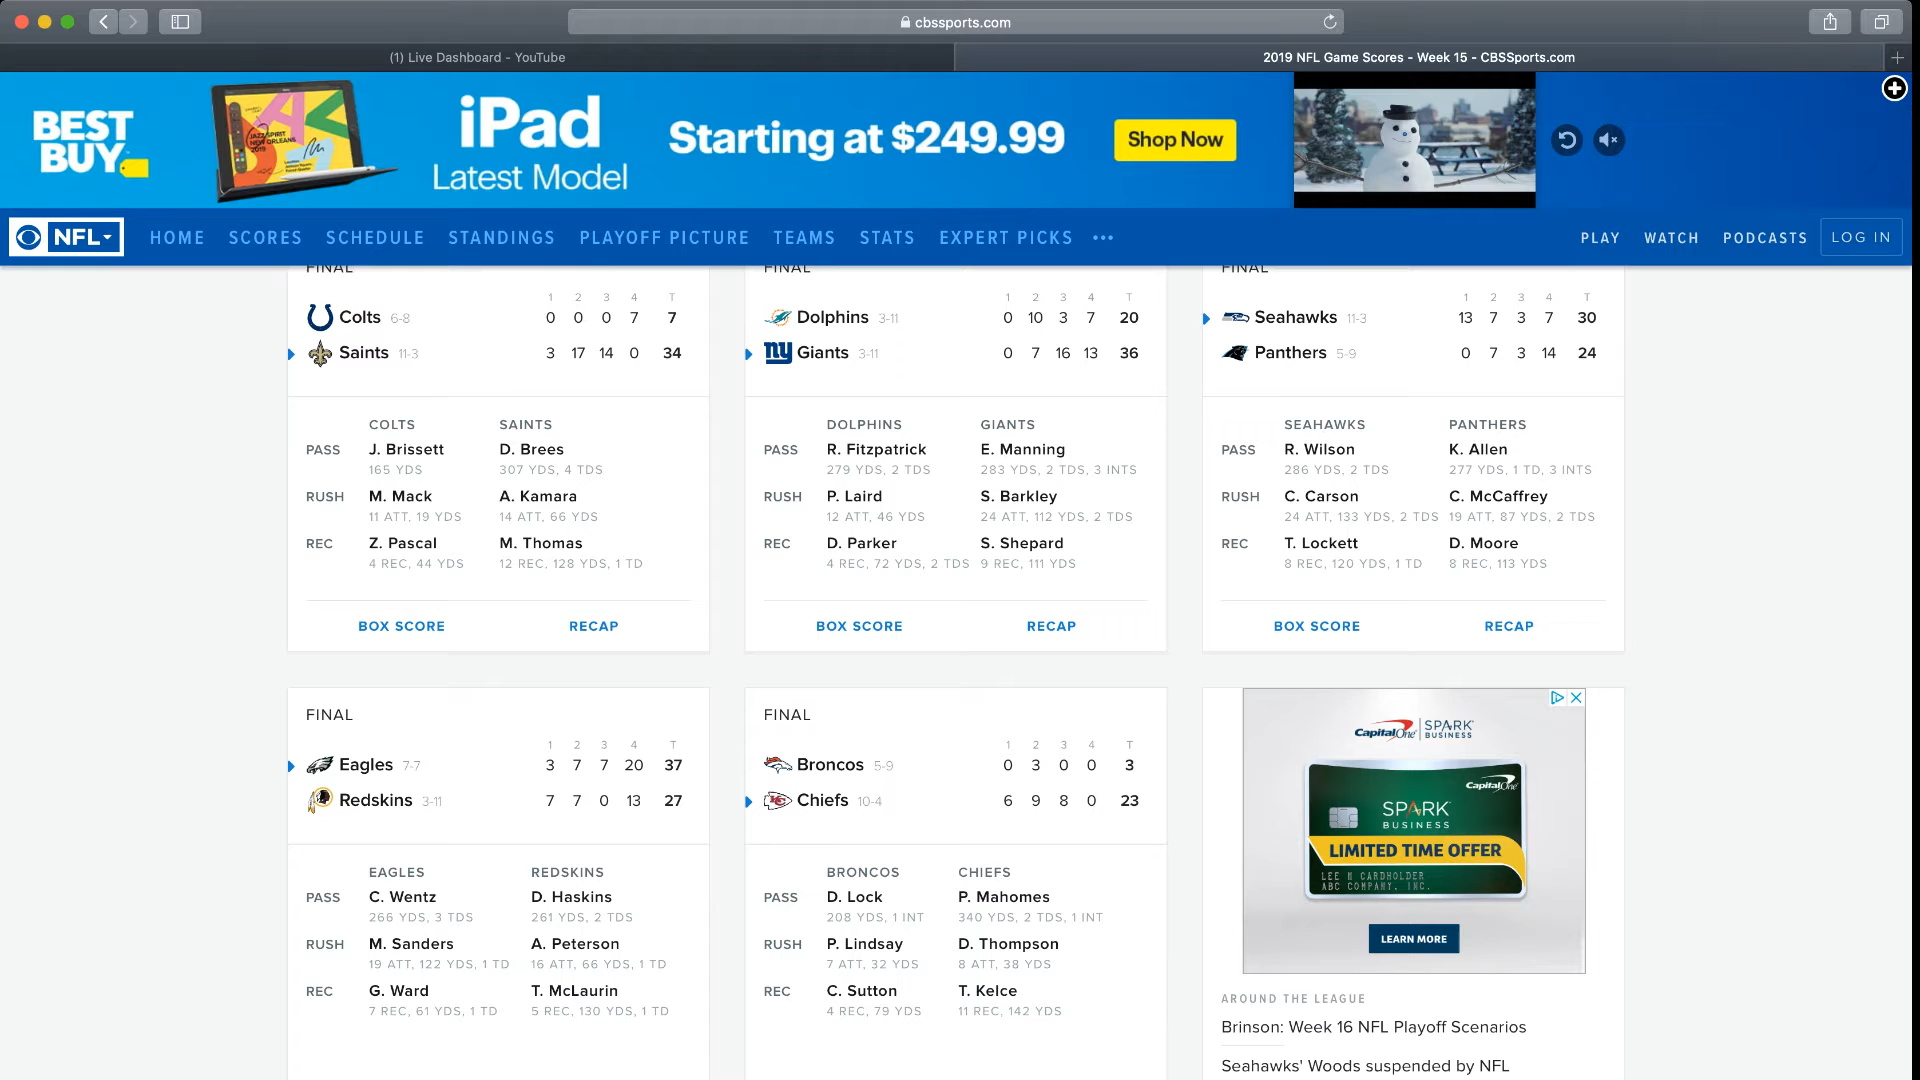 cbssports.com
(1) Live Dashboard - YouTube
2019 NFL Game Scores - Week 15 - CBSSports.com
BEST BUY
iPad
Latest Model
Starting at $249.99
Shop Now
NFL
HOME SCORES SCHEDULE STANDINGS PLAYOFF PICTURE TEAMS STATS EXPERT PICKS •••
PLAY WATCH PODCASTS LOG IN
FINAL
1 2 3 4 T
Colts 6-8 0 0 0 7 7
Saints 11-3 3 17 14 0 34
COLTS SAINTS
PASS J. Brissett D. Brees
165 YDS 307 YDS, 4 TDS
RUSH M. Mack A. Kamara
11 ATT, 19 YDS 14 ATT, 66 YDS
REC Z. Pascal M. Thomas
4 REC, 44 YDS 12 REC, 128 YDS, 1 TD
BOX SCORE RECAP
FINAL
1 2 3 4 T
Dolphins 3-11 0 10 3 7 20
Giants 3-11 0 7 16 13 36
DOLPHINS GIANTS
PASS R. Fitzpatrick E. Manning
279 YDS, 2 TDS 283 YDS, 2 TDS, 3 INTS
RUSH P. Laird S. Barkley
12 ATT, 46 YDS 24 ATT, 112 YDS, 2 TDS
REC D. Parker S. Shepard
4 REC, 72 YDS, 2 TDS 9 REC, 111 YDS
BOX SCORE RECAP
FINAL
1 2 3 4 T
Seahawks 11-3 13 7 3 7 30
Panthers 5-9 0 7 3 14 24
SEAHAWKS PANTHERS
PASS R. Wilson K. Allen
286 YDS, 2 TDS 277 YDS, 1 TD, 3 INTS
RUSH C. Carson C. McCaffrey
24 ATT, 133 YDS, 2 TDS 19 ATT, 87 YDS, 2 TDS
REC T. Lockett D. Moore
8 REC, 120 YDS, 1 TD 8 REC, 113 YDS
BOX SCORE RECAP
FINAL
1 2 3 4 T
Eagles 7-7 3 7 7 20 37
Redskins 3-11 7 7 0 13 27
EAGLES REDSKINS
PASS C. Wentz D. Haskins
266 YDS, 3 TDS 261 YDS, 2 TDS
RUSH M. Sanders A. Peterson
19 ATT, 122 YDS, 1 TD 16 ATT, 66 YDS, 1 TD
REC G. Ward T. McLaurin
7 REC, 61 YDS, 1 TD 5 REC, 130 YDS, 1 TD
FINAL
1 2 3 4 T
Broncos 5-9 0 3 0 0 3
Chiefs 10-4 6 9 8 0 23
BRONCOS CHIEFS
PASS D. Lock P. Mahomes
208 YDS, 1 INT 340 YDS, 2 TDS, 1 INT
RUSH P. Lindsay D. Thompson
7 ATT, 32 YDS 8 ATT, 38 YDS
REC C. Sutton T. Kelce
4 REC, 79 YDS 11 REC, 142 YDS
Capital One SPARK BUSINESS
Capital One
SPARK
BUSINESS
LIMITED TIME OFFER
LEE M CARDHOLDER
ABC COMPANY, INC.
LEARN MORE
AROUND THE LEAGUE
Brinson: Week 16 NFL Playoff Scenarios
Seahawks' Woods suspended by NFL